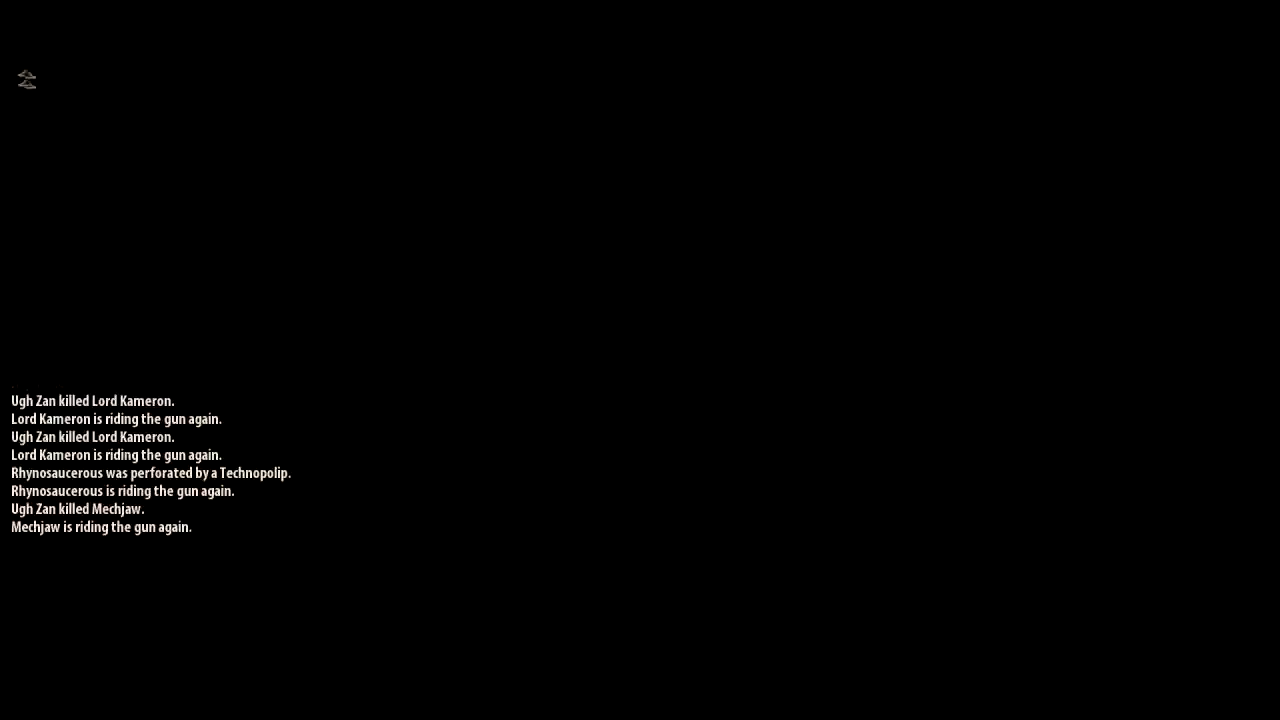 Ugh Zan killed Lord Kameron.
Lord Kameron is riding the gun again.
Ugh Zan killed Lord Kameron.
Lord Kameron is riding the gun again.
Rhynosaucerous was perforated by a Technopolip.
Rhynosaucerous is riding the gun again.
Ugh Zan killed Mechjaw.
Mechjaw is riding the gun again.